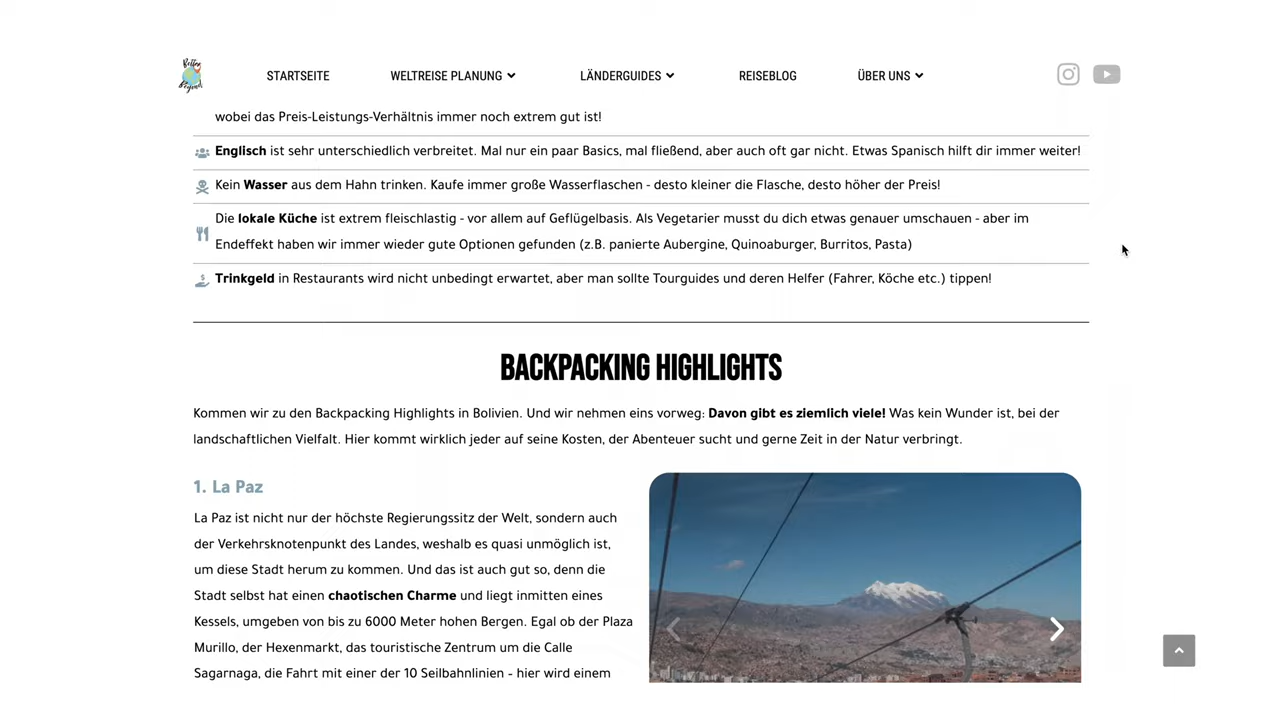 STARTSEITE
WELTREISE PLANUNG
LÄNDERGUIDES
REISEBLOG
ÜBER UNS
wobei das Preis-Leistungs-Verhältnis immer noch extrem gut ist!
Englisch ist sehr unterschiedlich verbreitet. Mal nur ein paar Basics, mal fließend, aber auch oft gar nicht. Etwas Spanisch hilft dir immer weiter!
Kein Wasser aus dem Hahn trinken. Kaufe immer große Wasserflaschen - desto kleiner die Flasche, desto höher der Preis!
Die lokale Küche ist extrem fleischlastig - vor allem auf Geflügelbasis. Als Vegetarier musst du dich etwas genauer umschauen - aber im
Endeffekt haben wir immer wieder gute Optionen gefunden (z.B. panierte Aubergine, Quinoaburger, Burritos, Pasta)
Trinkgeld in Restaurants wird nicht unbedingt erwartet, aber man sollte Tourguides und deren Helfer (Fahrer, Köche etc.) tippen!
BACKPACKING HIGHLIGHTS
Kommen wir zu den Backpacking Highlights in Bolivien. Und wir nehmen eins vorweg: Davon gibt es ziemlich viele! Was kein Wunder ist, bei der
landschaftlichen Vielfalt. Hier kommt wirklich jeder auf seine Kosten, der Abenteuer sucht und gerne Zeit in der Natur verbringt.
1. La Paz
La Paz ist nicht nur der höchste Regierungssitz der Welt, sondern auch
der Verkehrsknotenpunkt des Landes, weshalb es quasi unmöglich ist,
um diese Stadt herum zu kommen. Und das ist auch gut so, denn die
Stadt selbst hat einen chaotischen Charme und liegt inmitten eines
Kessels, umgeben von bis zu 6000 Meter hohen Bergen. Egal ob der Plaza
Murillo, der Hexenmarkt, das touristische Zentrum um die Calle
Sagarnaga, die Fahrt mit einer der 10 Seilbahnlinien - hier wird einem